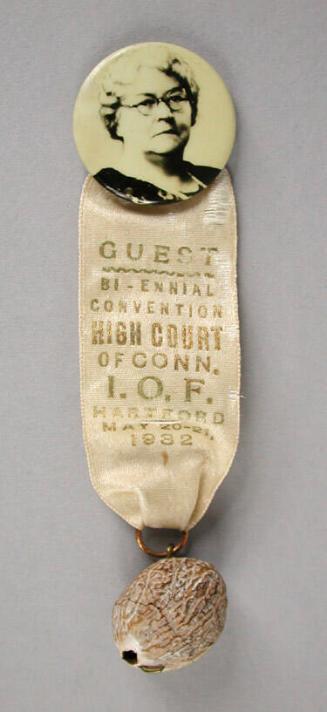 GUEST
BI-ENNIAL
CONVENTION
HIGH COURT
OF CONN.
I. O. F.
HARTFORD
MAY 20-21,
1932